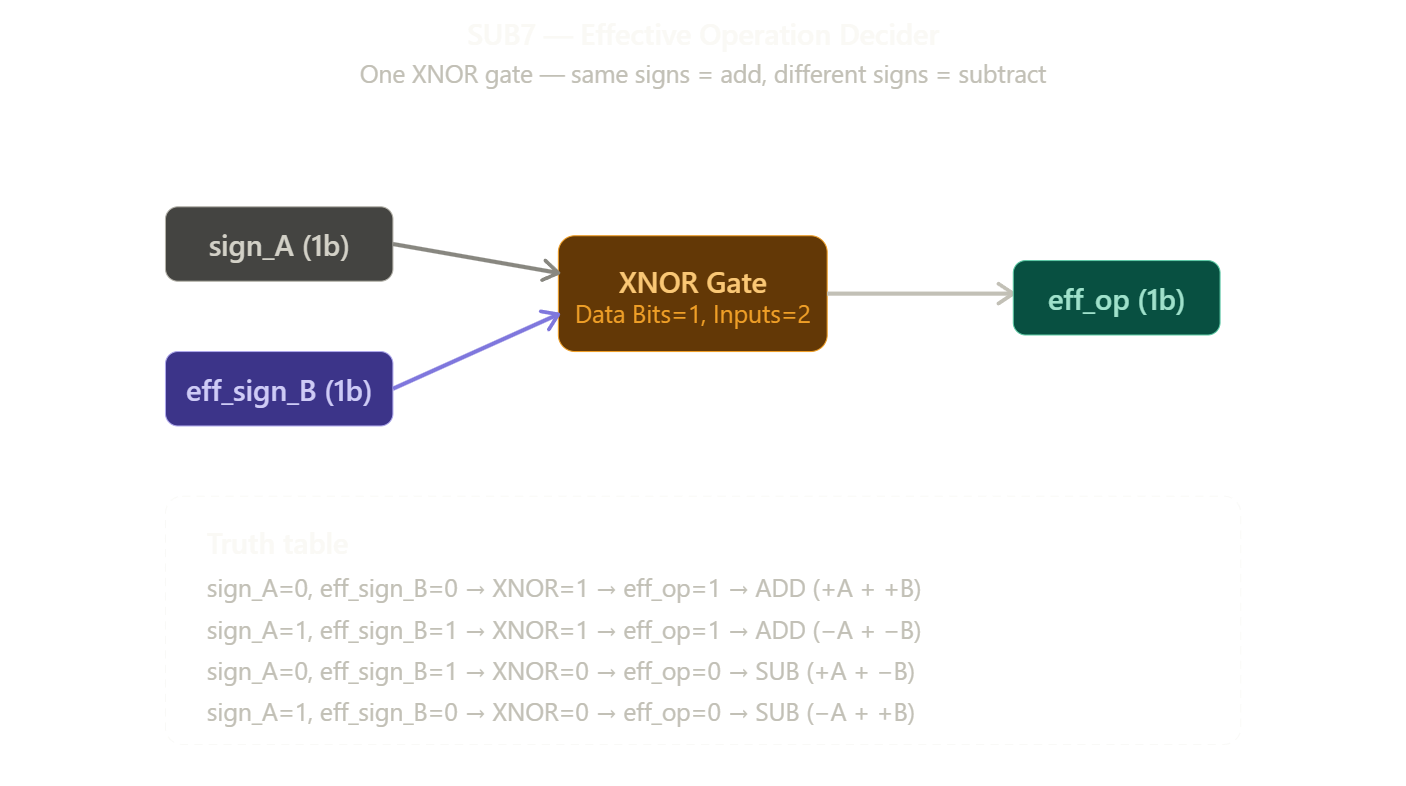 SUB7 — Effective Operation Decider
One XNOR gate — same signs = add, different signs = subtract
sign_A (1b)
XNOR Gate
Data Bits=1, Inputs=2
eff_op (1b)
eff_sign_B (1b)
Truth table
sign_A=0, eff_sign_B=0 → XNOR=1 → eff_op=1 → ADD (+A + +B)
sign_A=1, eff_sign_B=1 → XNOR=1 → eff_op=1 → ADD (−A + −B)
sign_A=0, eff_sign_B=1 → XNOR=0 → eff_op=0 → SUB (+A + −B)
sign_A=1, eff_sign_B=0 → XNOR=0 → eff_op=0 → SUB (−A + +B)